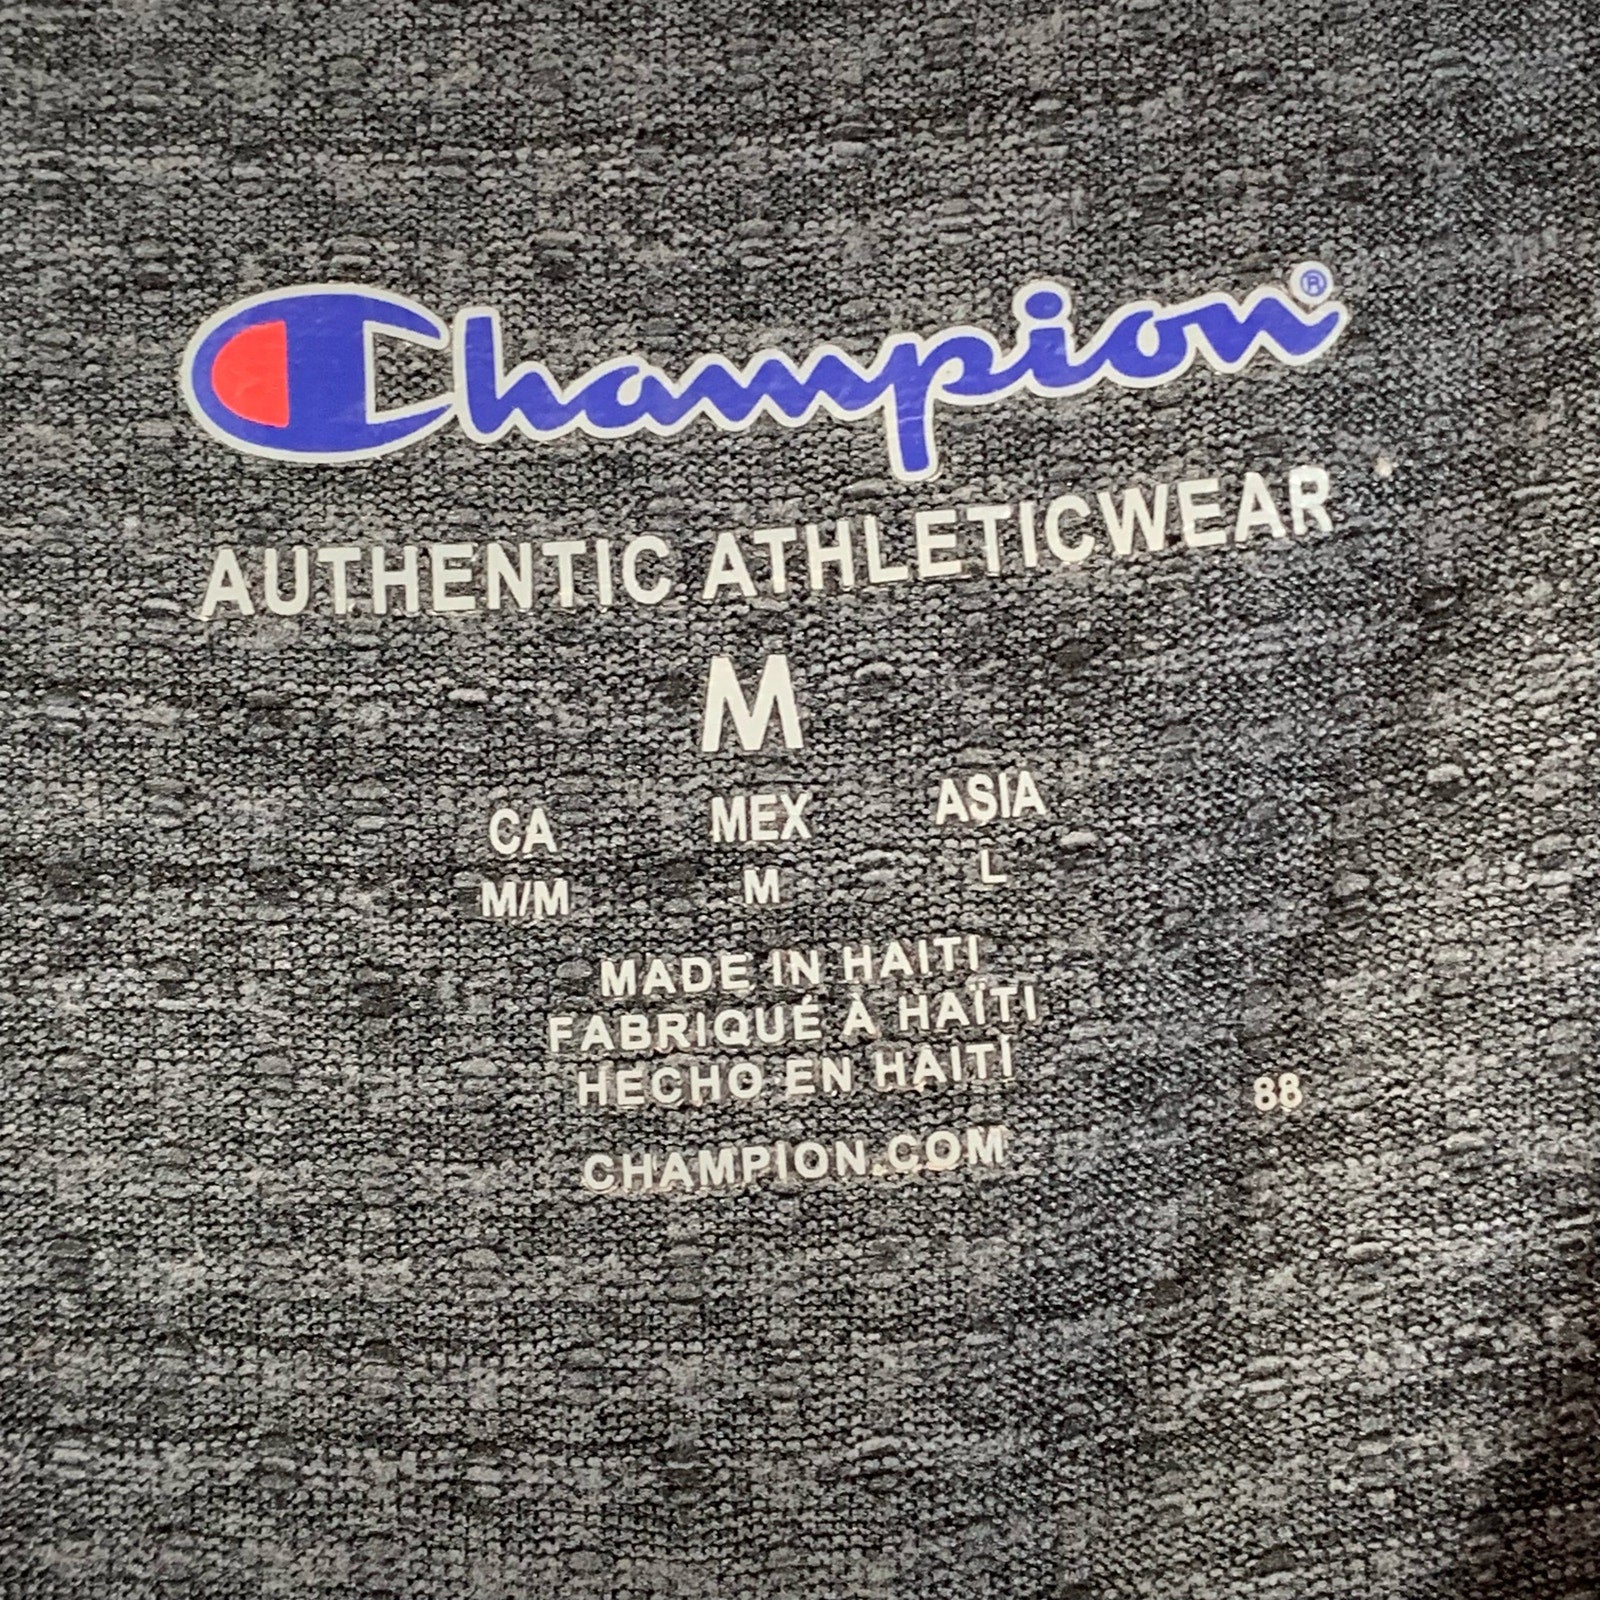 Champion®
AUTHENTIC ATHLETICWEAR
M
CA MEX ASIA
M/M M L
MADE IN HAITI
FABRIQUÉ À HAÏTI
HECHO EN HAITÍ
88
CHAMPION.COM